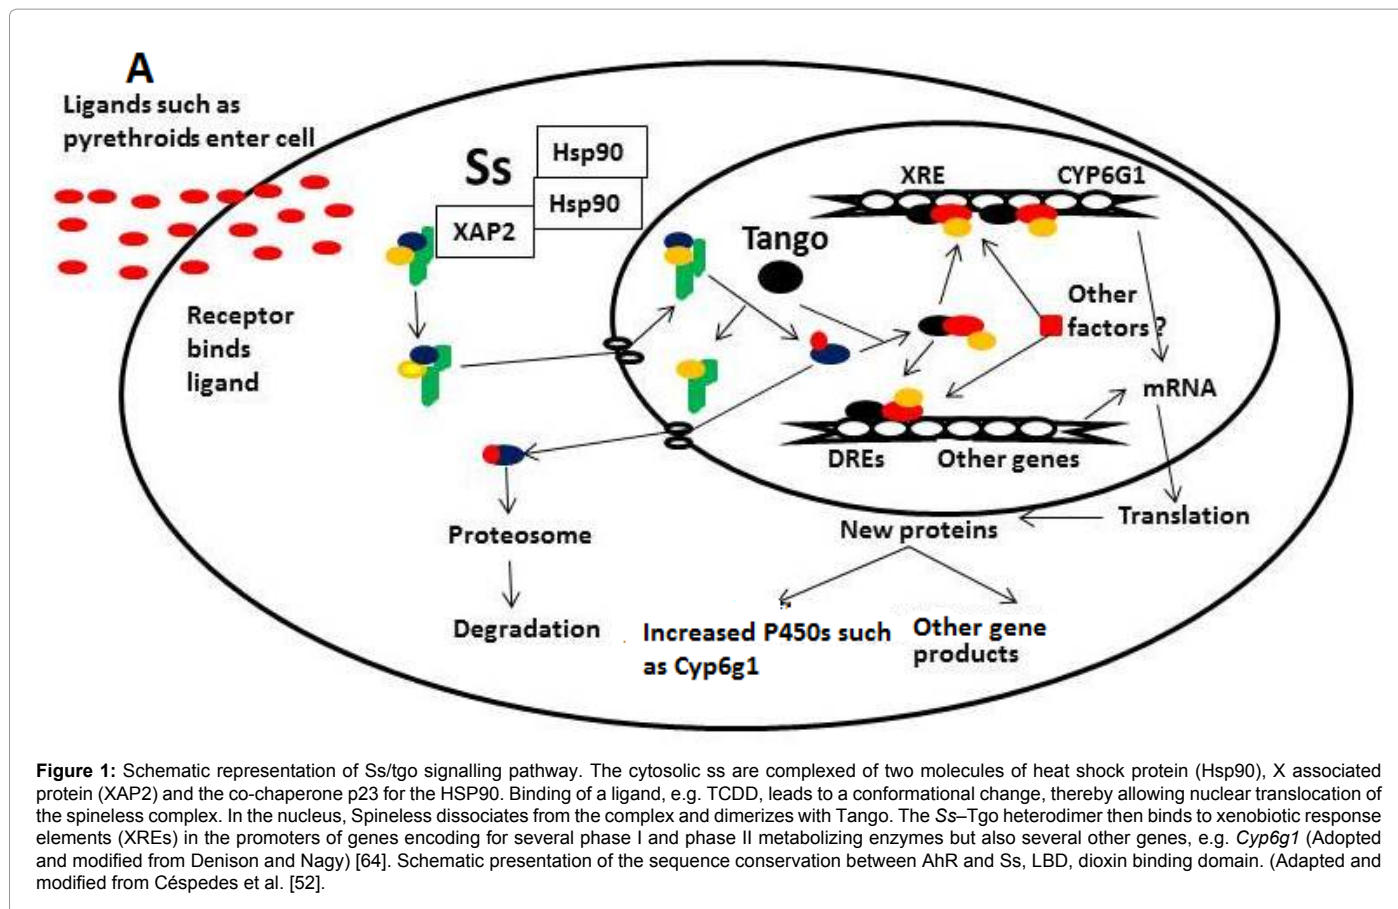 A
Ligands such as
pyrethroids enter cell
Ss
Hsp90
Hsp90
XAP2
Receptor
binds
ligand
Tango
XRE
CYP6G1
Other
factors ?
mRNA
DREs
Other genes
Translation
New proteins
Proteosome
Degradation
Increased P450s such
as Cyp6g1
Other gene
products
Figure 1: Schematic representation of Ss/tgo signalling pathway. The cytosolic ss are complexed of two molecules of heat shock protein (Hsp90), X associated
protein (XAP2) and the co-chaperone p23 for the HSP90. Binding of a ligand, e.g. TCDD, leads to a conformational change, thereby allowing nuclear translocation of
the spineless complex. In the nucleus, Spineless dissociates from the complex and dimerizes with Tango. The Ss–Tgo heterodimer then binds to xenobiotic response
elements (XREs) in the promoters of genes encoding for several phase I and phase II metabolizing enzymes but also several other genes, e.g. Cyp6g1 (Adopted
and modified from Denison and Nagy) [64]. Schematic presentation of the sequence conservation between AhR and Ss, LBD, dioxin binding domain. (Adapted and
modified from Céspedes et al. [52].